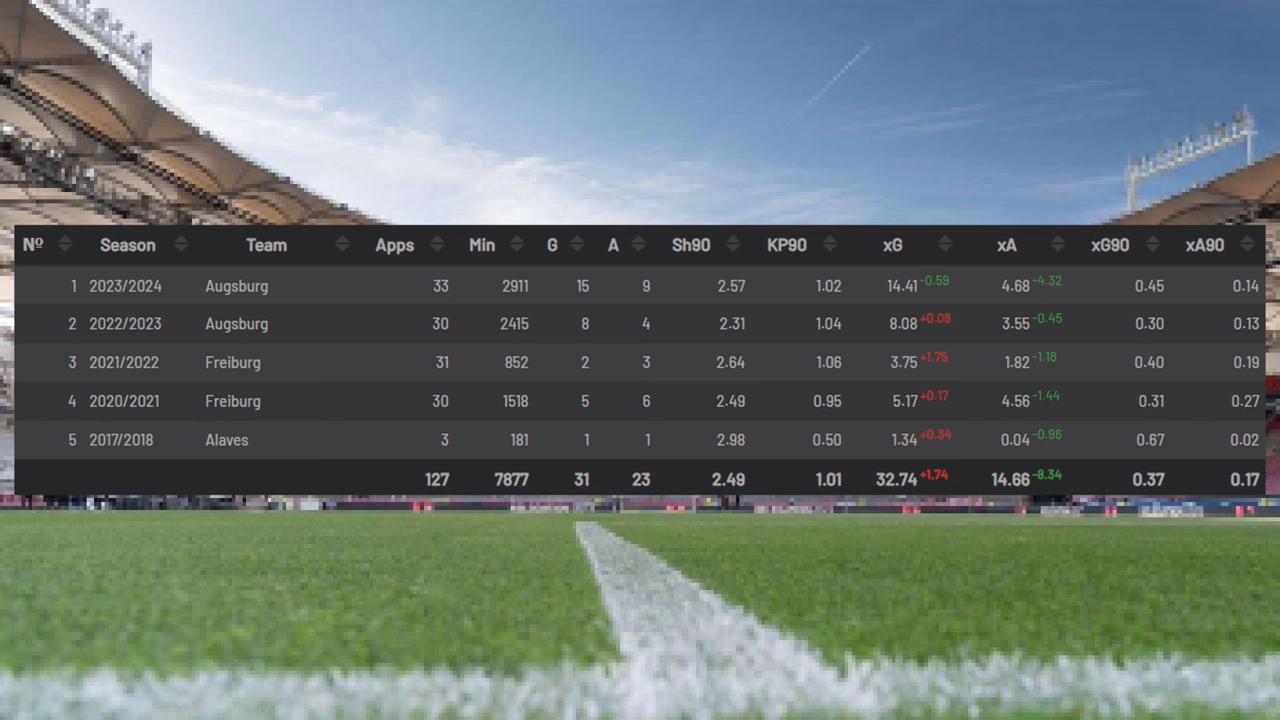 Nº Season Team Apps Min G A Sh90 KP90 xG xA xG90 xA90
1 2023/2024 Augsburg 33 2911 15 9 2.57 1.02 14.41-0.59 4.68-4.32 0.45 0.14
2 2022/2023 Augsburg 30 2415 8 4 2.31 1.04 8.08+0.08 3.55-0.45 0.30 0.13
3 2021/2022 Freiburg 31 852 2 3 2.64 1.06 3.75+1.75 1.82-1.18 0.40 0.19
4 2020/2021 Freiburg 30 1518 5 6 2.49 0.95 5.17+0.17 4.56-1.44 0.31 0.27
5 2017/2018 Alaves 3 181 1 1 2.98 0.50 1.34+0.34 0.04-0.96 0.67 0.02
127 7877 31 23 2.49 1.01 32.74+1.74 14.66-8.34 0.37 0.17